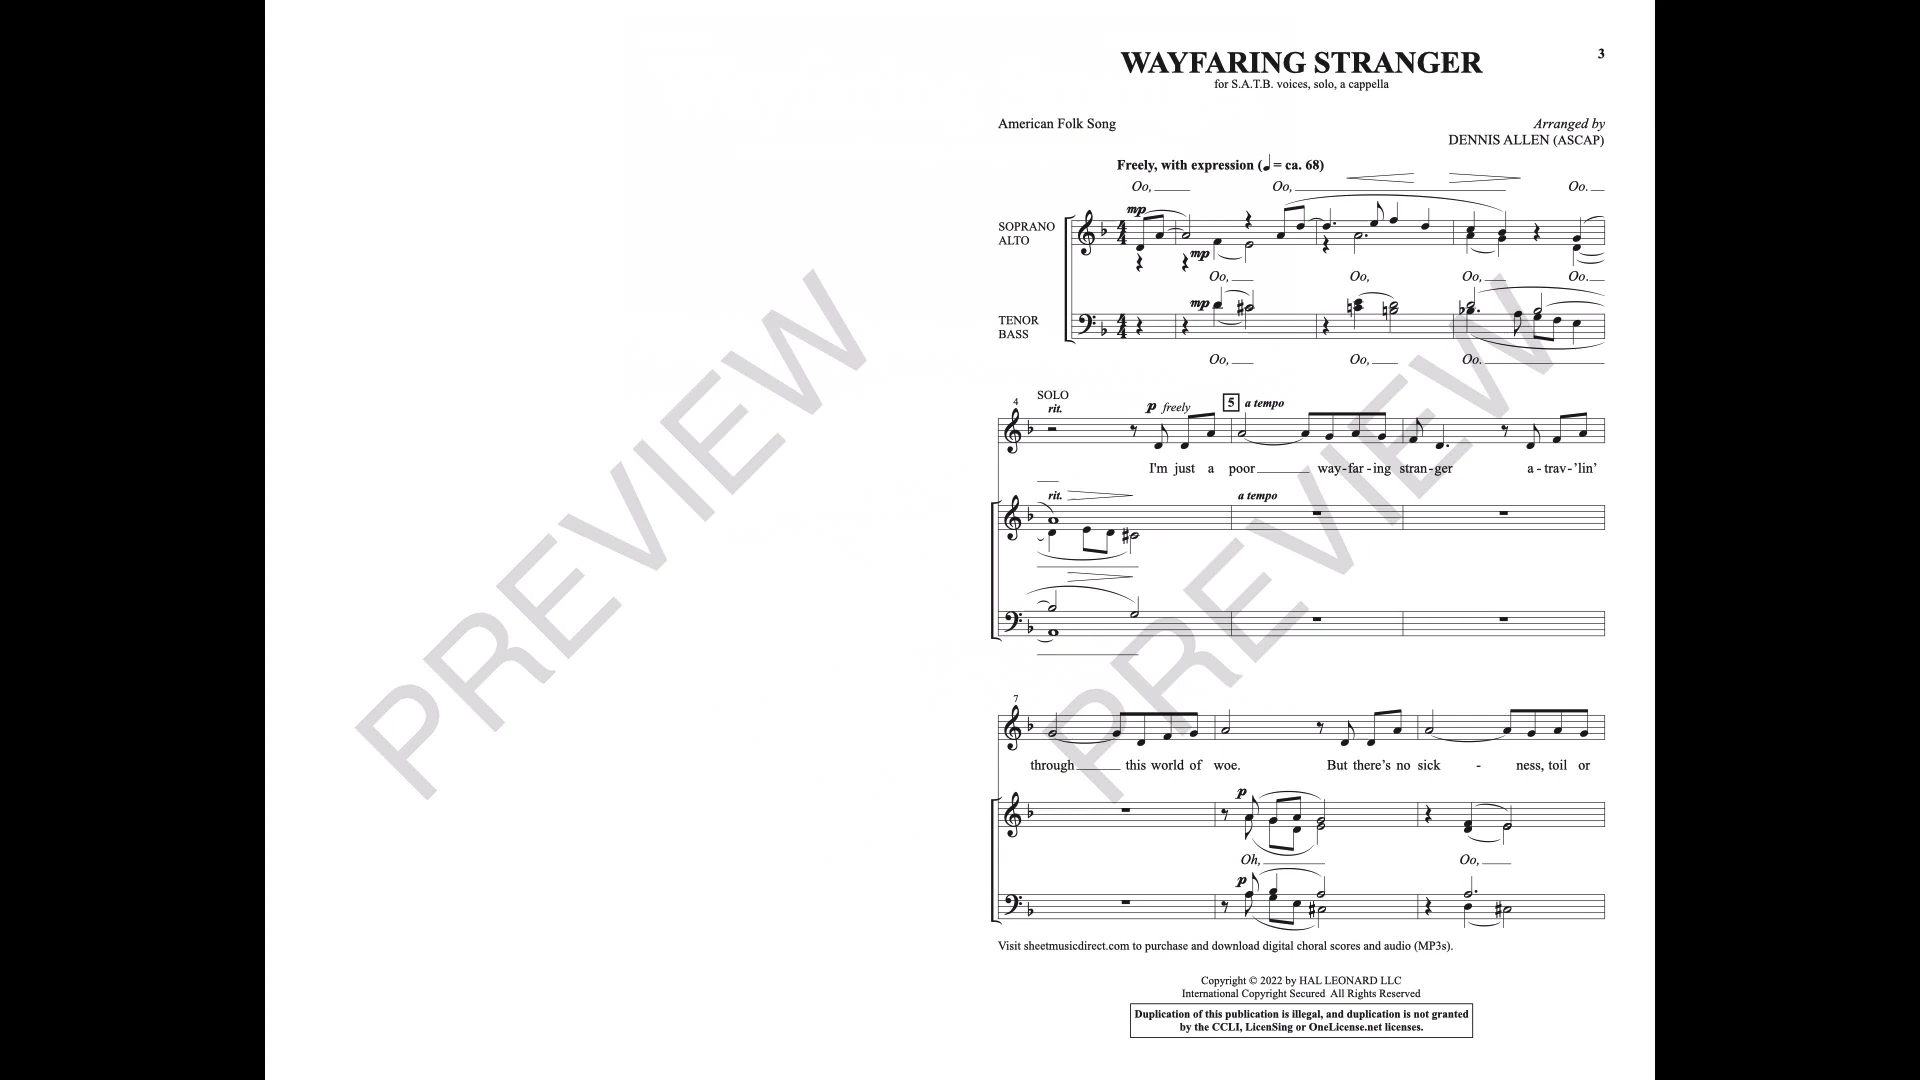 WAYFARING STRANGER
3
for S.A.T.B. voices, solo, a cappella
American Folk Song
Arranged by
DENNIS ALLEN (ASCAP)
Freely, with expression (♩ = ca. 68)
Oo, Oo, Oo.
mp
SOPRANO
ALTO
mp
Oo, Oo, Oo, Oo.
mp
TENOR
BASS
Oo, Oo, Oo.
SOLO
4 rit. p freely 5 a tempo
I'm just a poor way-far-ing stran-ger a-trav-'lin'
rit. a tempo
7
through this world of woe. But there's no sick - ness, toil or
p
Oh, Oo,
p
Visit sheetmusicdirect.com to purchase and download digital choral scores and audio (MP3s).
Copyright © 2022 by HAL LEONARD LLC
International Copyright Secured All Rights Reserved
Duplication of this publication is illegal, and duplication is not granted
by the CCLI, LicenSing or OneLicense.net licenses.
PREVIEW
PREVIEW